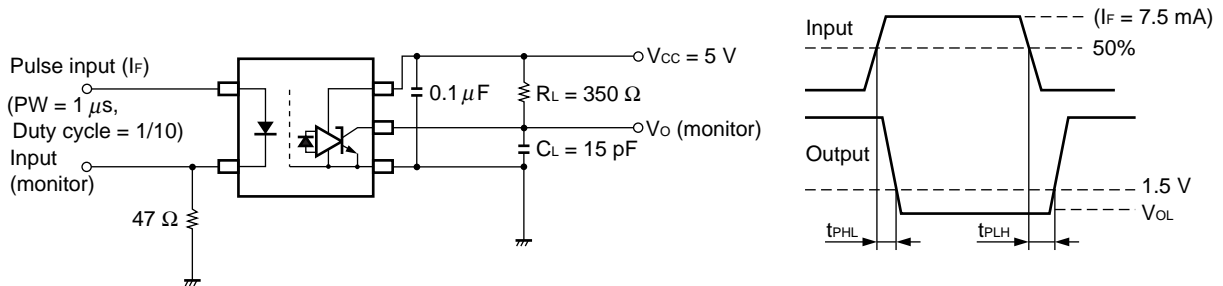 Pulse input (IF)
(PW = 1 μs,
Duty cycle = 1/10)
Input
(monitor)
47 Ω
VCC = 5 V
0.1 μF
RL = 350 Ω
VO (monitor)
CL = 15 pF
Input
(IF = 7.5 mA)
50%
Output
1.5 V
VOL
tPHL
tPLH